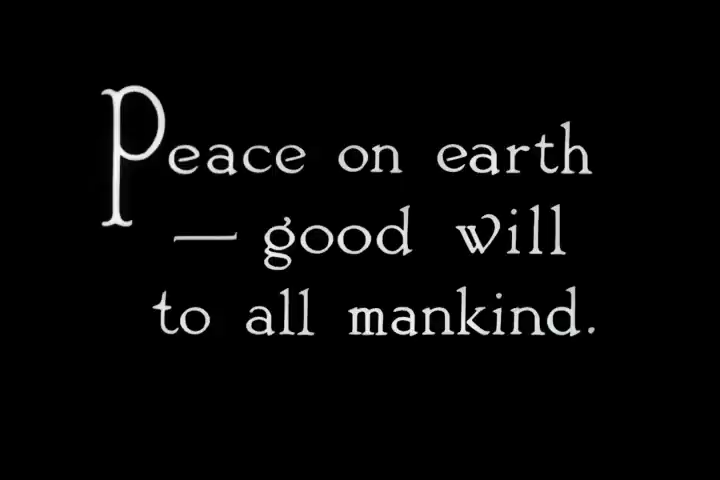 Peace on earth
— good will
to all mankind.